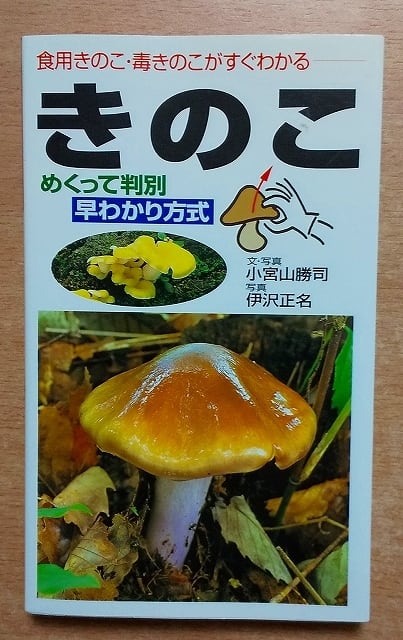 食用きのこ・毒きのこがすぐわかる
きのこ
めくって判別
早わかり方式
文・写真
小宮山勝司
写真
伊沢正名